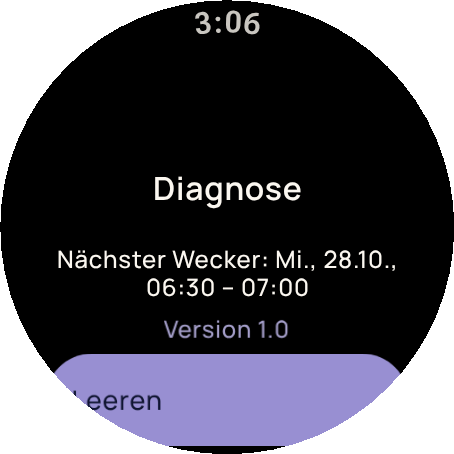 3:06
Diagnose
Nächster Wecker: Mi., 28.10.,
06:30 – 07:00
Version 1.0
Leeren